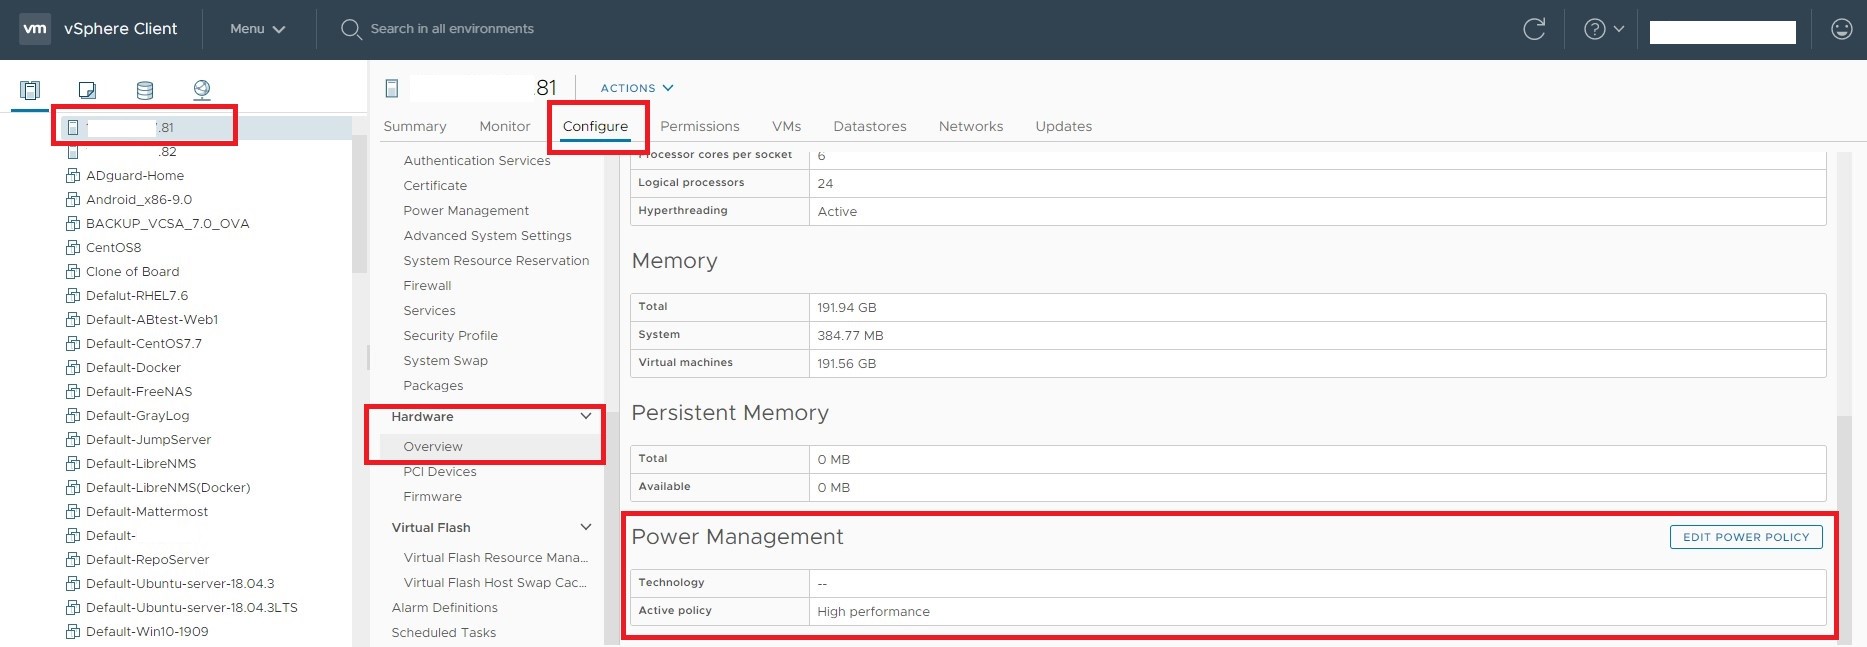 vm vSphere Client Menu Search in all environments
.81
.82
ADguard-Home
Android_x86-9.0
BACKUP_VCSA_7.0_OVA
CentOS8
Clone of Board
Defalut-RHEL7.6
Default-ABtest-Web1
Default-CentOS7.7
Default-Docker
Default-FreeNAS
Default-GrayLog
Default-JumpServer
Default-LibreNMS
Default-LibreNMS(Docker)
Default-Mattermost
Default-
Default-RepoServer
Default-Ubuntu-server-18.04.3
Default-Ubuntu-server-18.04.3LTS
Default-Win10-1909
.81 ACTIONS
Summary Monitor Configure Permissions VMs Datastores Networks Updates
Authentication Services
Certificate
Power Management
Advanced System Settings
System Resource Reservation
Firewall
Services
Security Profile
System Swap
Packages
Hardware
Overview
PCI Devices
Firmware
Virtual Flash
Virtual Flash Resource Mana...
Virtual Flash Host Swap Cac...
Alarm Definitions
Scheduled Tasks
Processor cores per socket 6
Logical processors 24
Hyperthreading Active
Memory
Total 191.94 GB
System 384.77 MB
Virtual machines 191.56 GB
Persistent Memory
Total 0 MB
Available 0 MB
Power Management EDIT POWER POLICY
Technology --
Active policy High performance